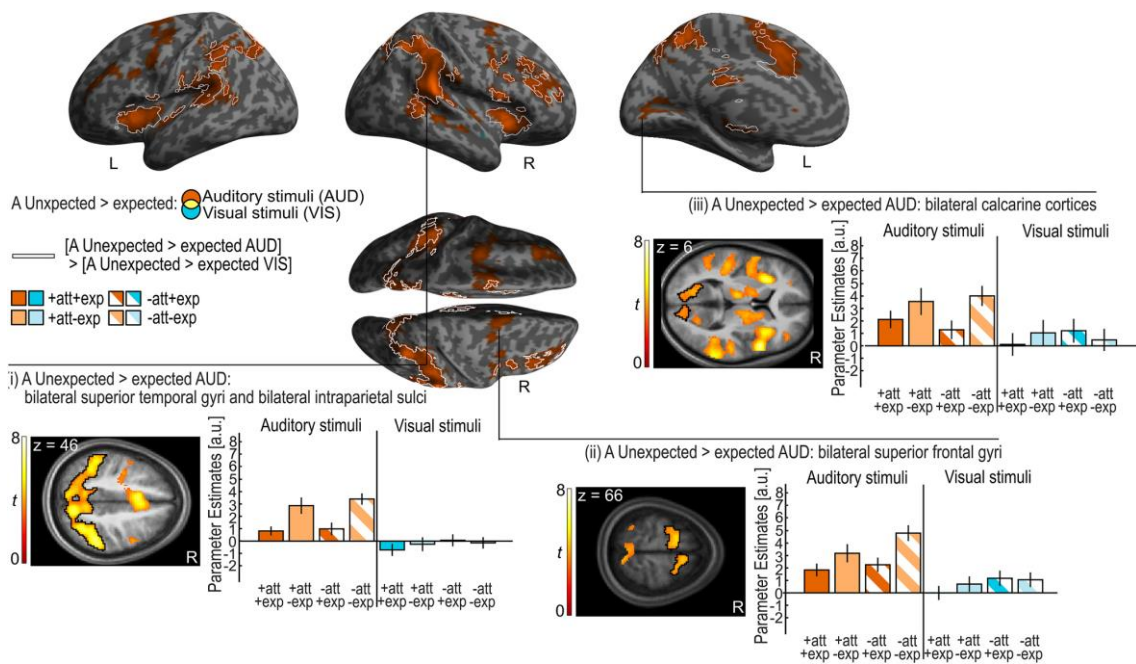 L
R
L
A Unxpected > expected:
Auditory stimuli (AUD)
Visual stimuli (VIS)
[A Unexpected > expected AUD]
> [A Unexpected > expected VIS]
+att+exp
-att+exp
+att-exp
-att-exp
R
(iii) A Unexpected > expected AUD: bilateral calcarine cortices
8
t
0
z = 6
R
Parameter Estimates [a.u.]
8
7
6
5
4
3
2
1
0
-1
-2
Auditory stimuli
Visual stimuli
+att +att -att -att +att +att -att -att
+exp -exp +exp -exp +exp -exp +exp -exp
i) A Unexpected > expected AUD:
bilateral superior temporal gyri and bilateral intraparietal sulci
8
t
0
z = 46
R
Parameter Estimates [a.u.]
8
7
6
5
4
3
2
1
0
-1
-2
Auditory stimuli
Visual stimuli
+att +att -att -att +att +att -att -att
+exp -exp +exp -exp +exp -exp +exp -exp
(ii) A Unexpected > expected AUD: bilateral superior frontal gyri
8
t
0
z = 66
R
Parameter Estimates [a.u.]
8
7
6
5
4
3
2
1
0
-1
-2
Auditory stimuli
Visual stimuli
+att +att -att -att +att +att -att -att
+exp -exp +exp -exp +exp -exp +exp -exp